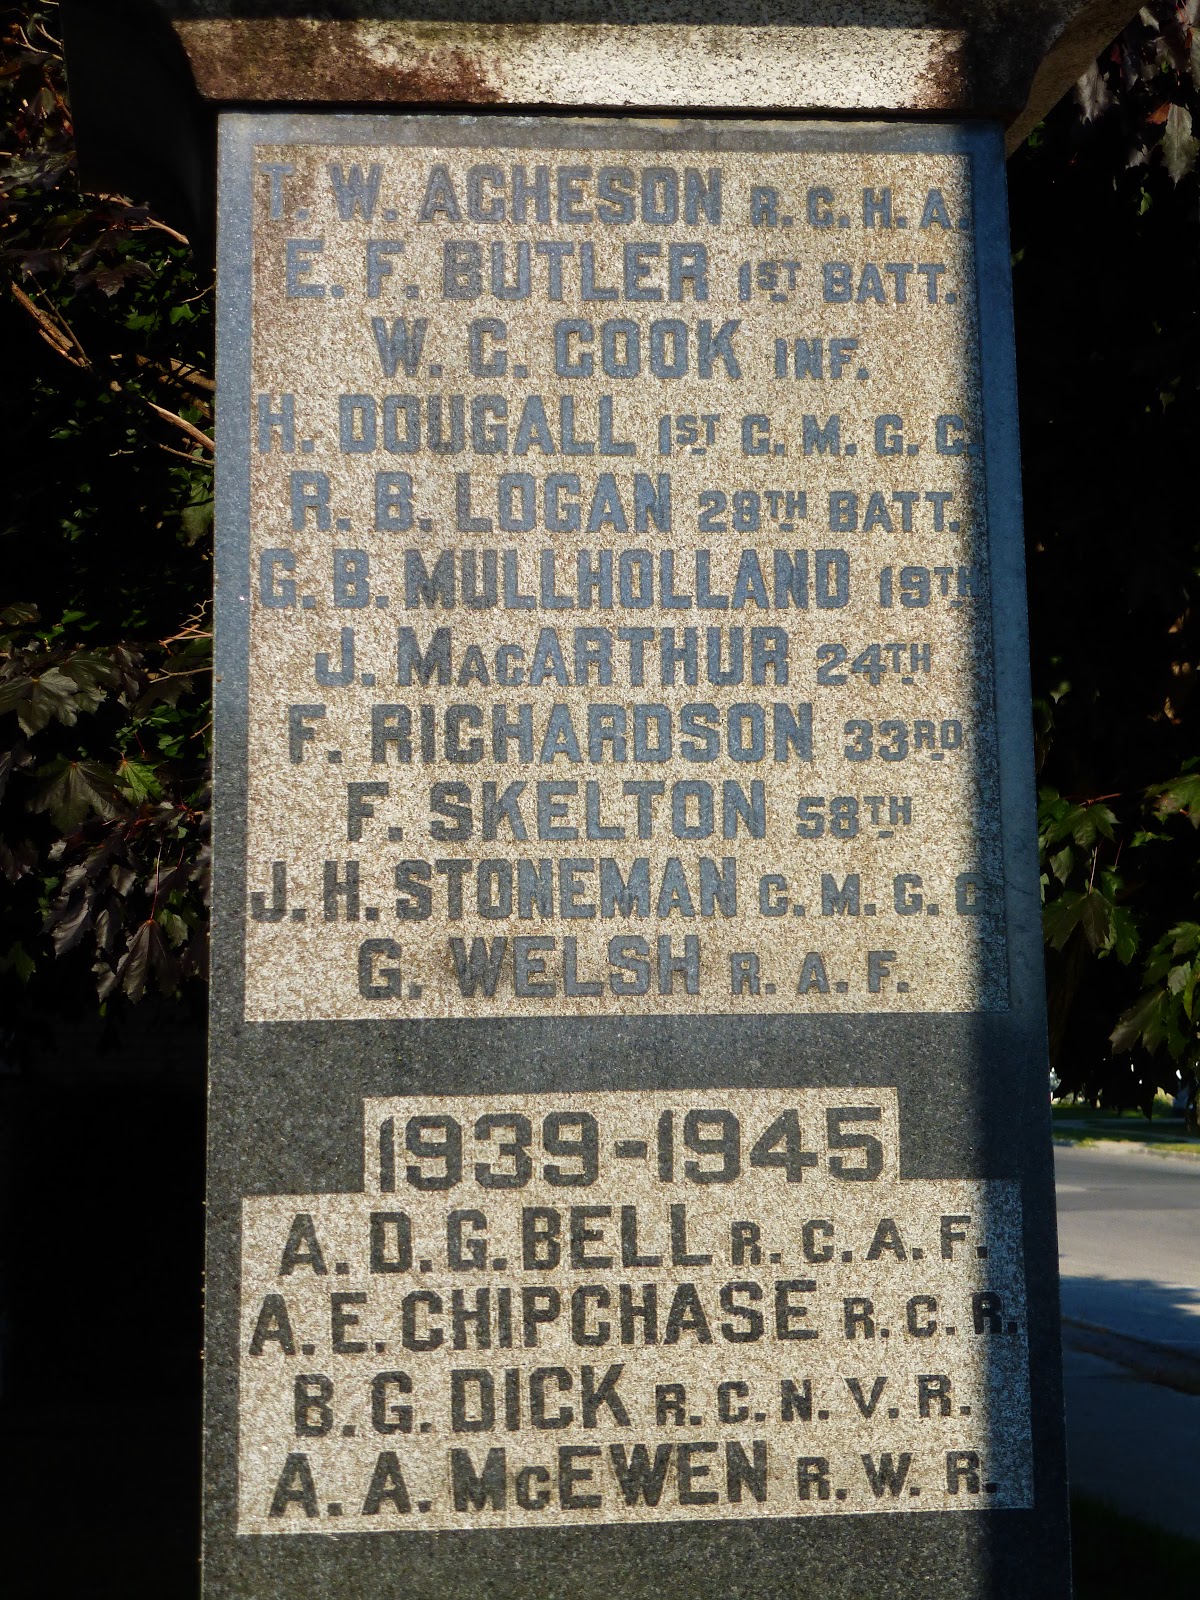 T. W. ACHESON R. C. H. A.
E. F. BUTLER 1ST BATT.
W. C. COOK INF.
H. DOUGALL 1ST C. M. G. C.
R. B. LOGAN 28TH BATT.
G. B. MULLHOLLAND 19TH
J. MACARTHUR 24TH
F. RICHARDSON 33RD
F. SKELTON 58TH
J. H. STONEMAN C. M. G. C.
G. WELSH R. A. F.
1939-1945
A. D. G. BELL R. C. A. F.
A. E. CHIPCHASE R. C. R.
B. G. DICK R. C. N. V. R.
A. A. MCEWEN R. W. R.